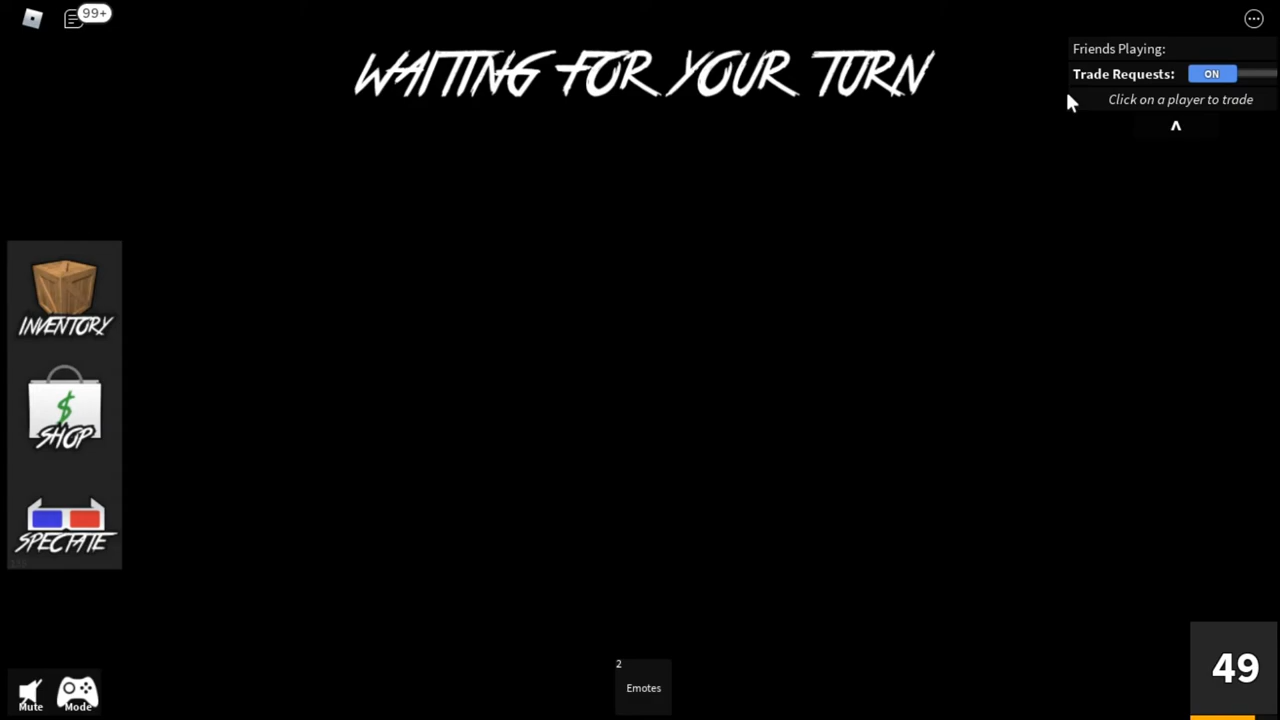 99+
WAITING FOR YOUR TURN
Friends Playing:
Trade Requests: ON
Click on a player to trade
INVENTORY
$
SHOP
SPECTATE
2
Emotes
Mute
Mode
49